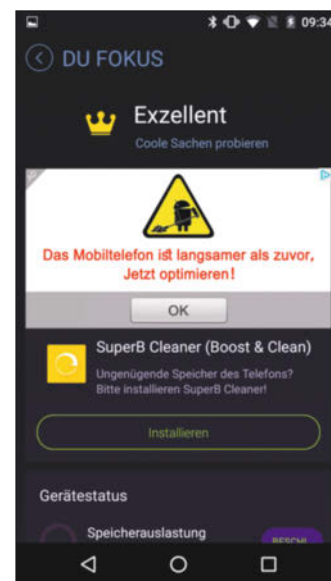 09:34
DU FOKUS
Exzellent
Coole Sachen probieren
Das Mobiltelefon ist langsamer als zuvor,
Jetzt optimieren!
OK
SuperB Cleaner (Boost & Clean)
Ungenügende Speicher des Telefons?
Bitte installieren SuperB Cleaner!
Installieren
Gerätestatus
Speicherauslastung
BESCHL